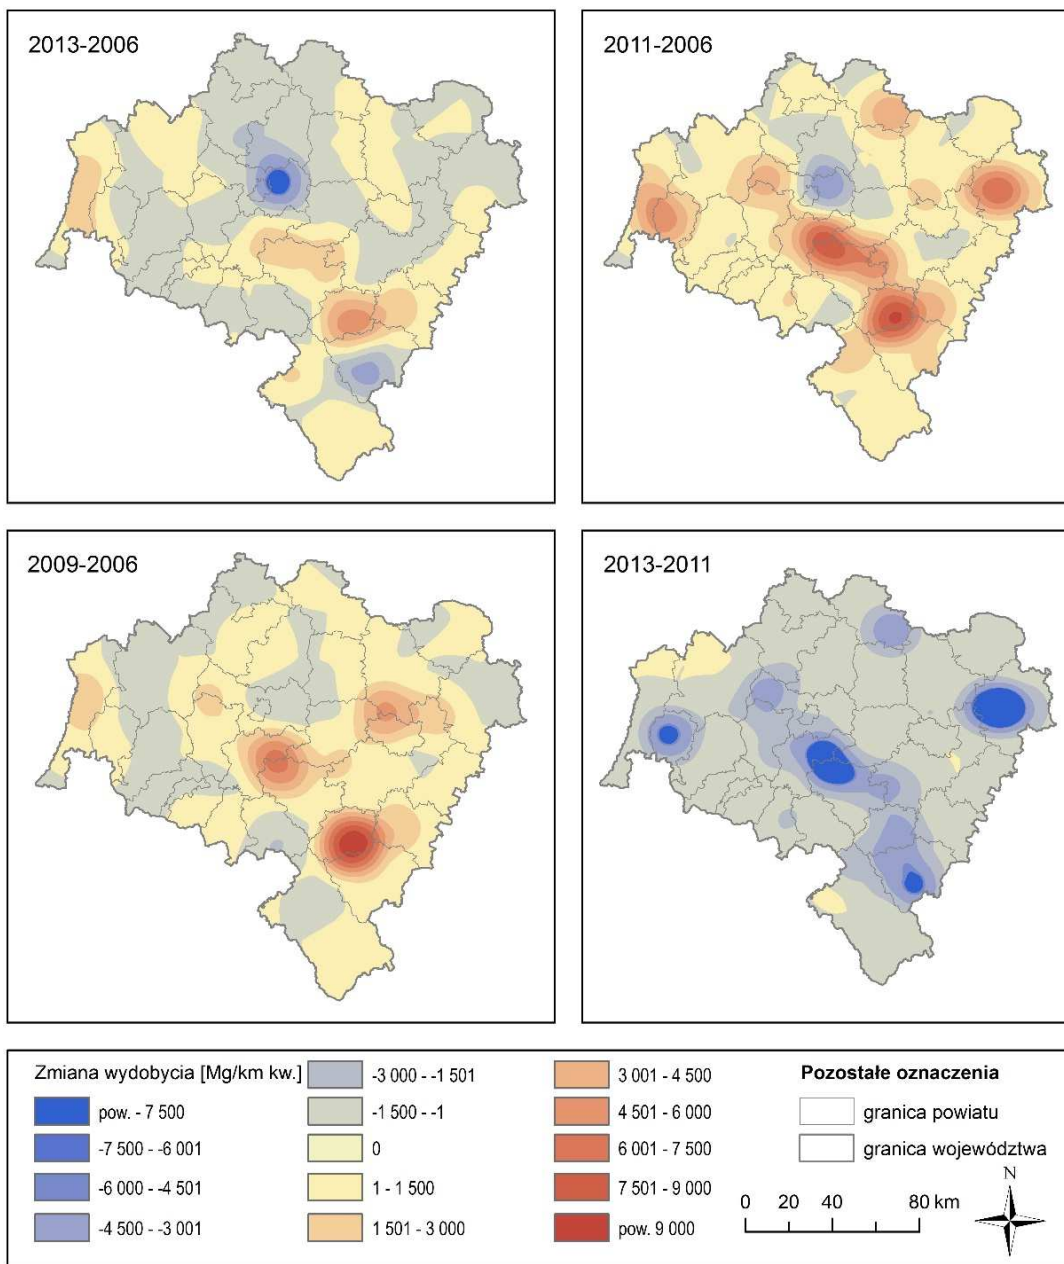 2013-2006
2011-2006
2009-2006
2013-2011
Zmiana wydobycia [Mg/km kw.]
pow. - 7 500
-7 500 - -6 001
-6 000 - -4 501
-4 500 - -3 001
-3 000 - -1 501
-1 500 - -1
0
1 - 1 500
1 501 - 3 000
3 001 - 4 500
4 501 - 6 000
6 001 - 7 500
7 501 - 9 000
pow. 9 000
Pozostałe oznaczenia
granica powiatu
granica województwa
N
0 20 40 80 km